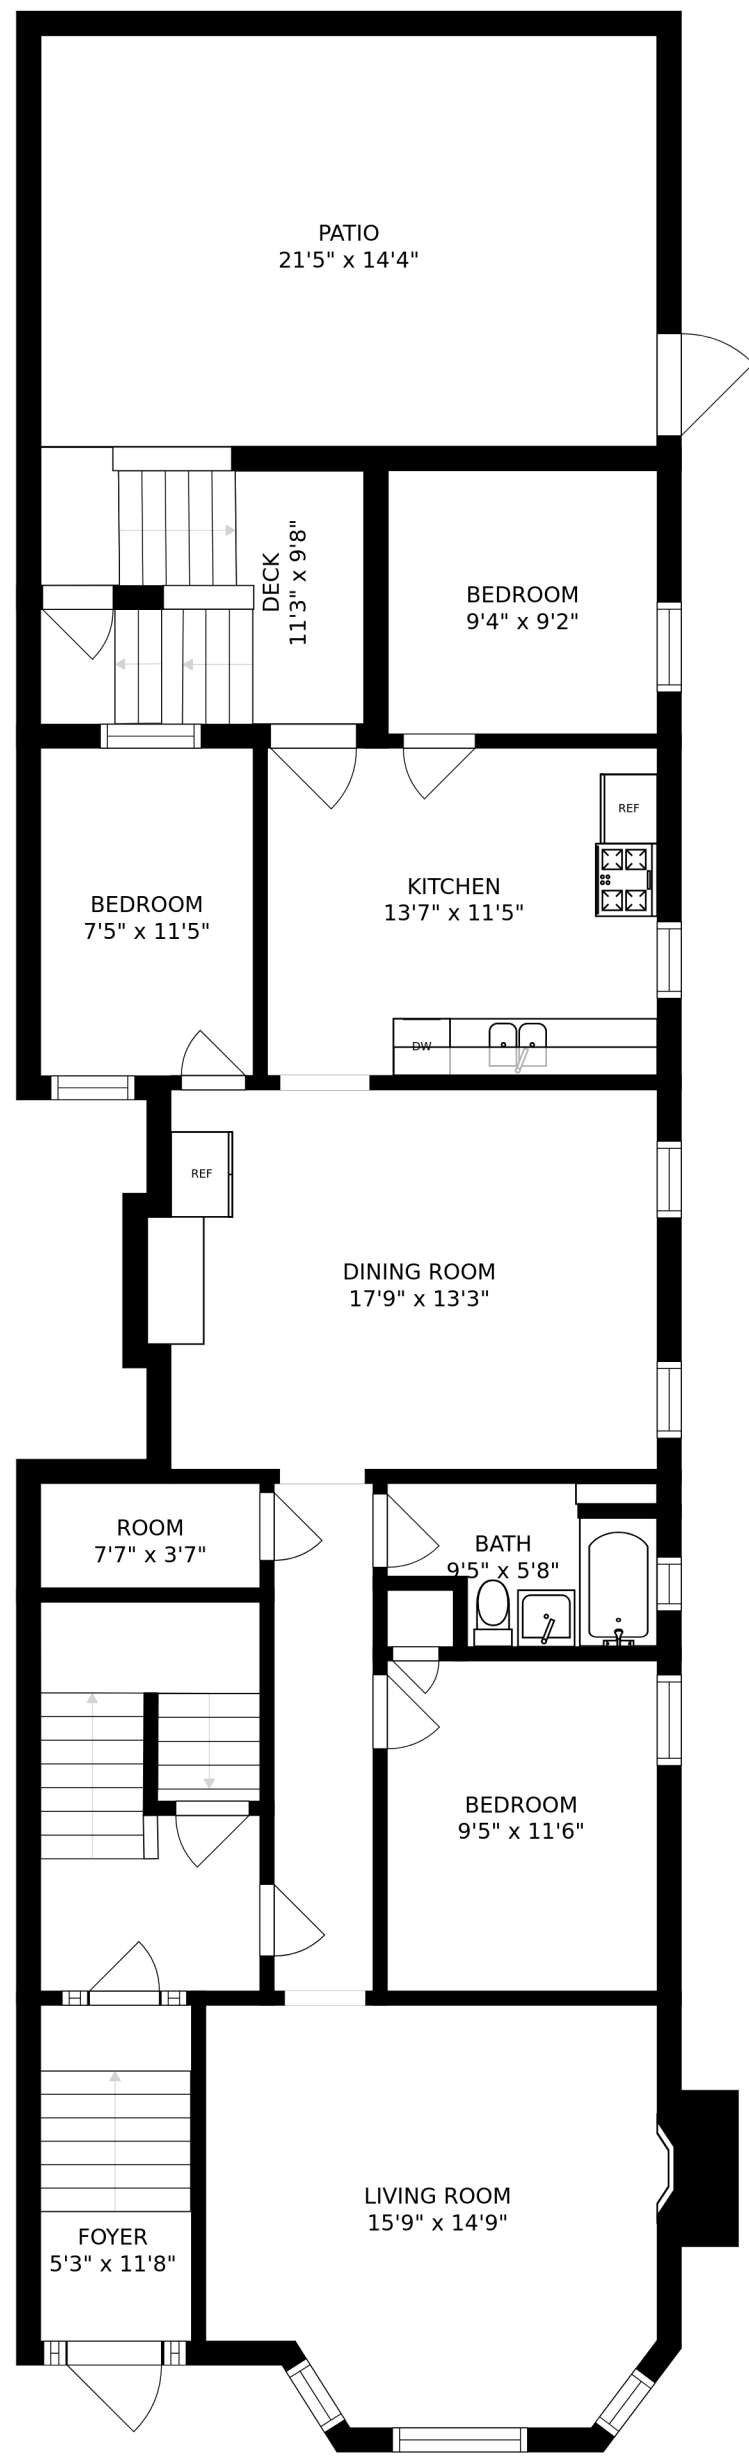 PATIO
21'5" x 14'4"
DECK
11'3" x 9'8"
BEDROOM
9'4" x 9'2"
REF
KITCHEN
13'7" x 11'5"
BEDROOM
7'5" x 11'5"
DW
REF
DINING ROOM
17'9" x 13'3"
ROOM
7'7" x 3'7"
BATH
9'5" x 5'8"
BEDROOM
9'5" x 11'6"
LIVING ROOM
15'9" x 14'9"
FOYER
5'3" x 11'8"